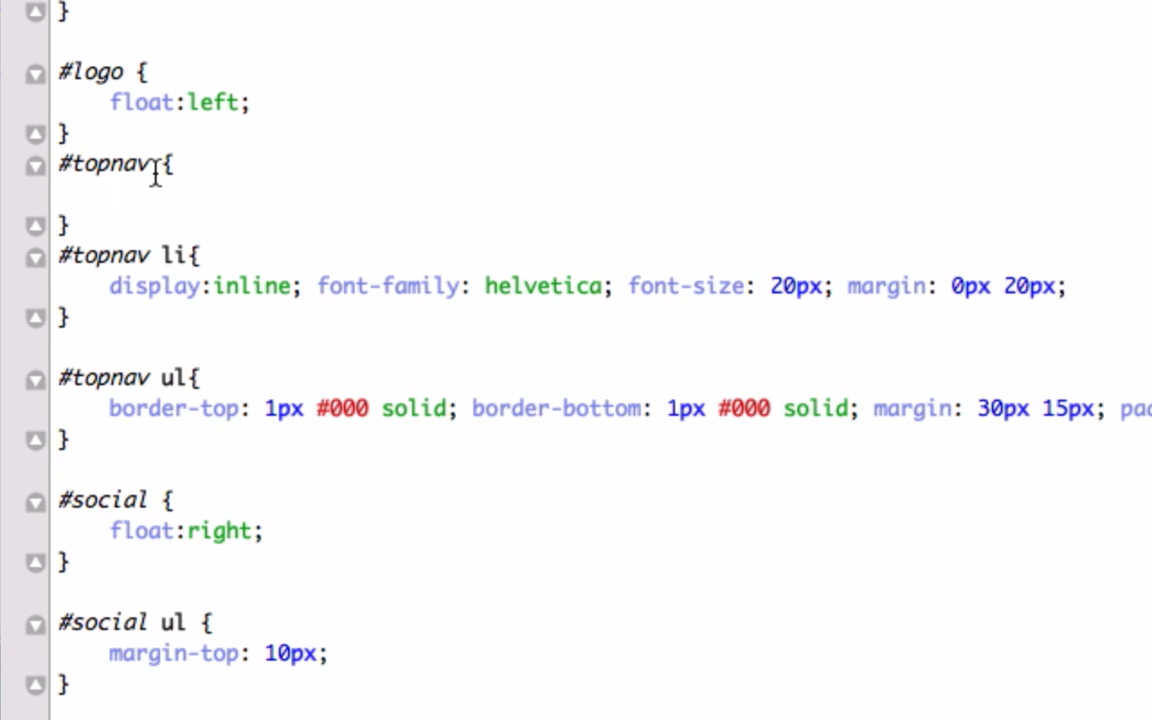 }
#logo {
float:left;
}
#topnav {
}
#topnav li{
display:inline; font-family: helvetica; font-size: 20px; margin: 0px 20px;
}
#topnav ul{
border-top: 1px #000 solid; border-bottom: 1px #000 solid; margin: 30px 15px;
}
#social {
float:right;
}
#social ul {
margin-top: 10px;
}